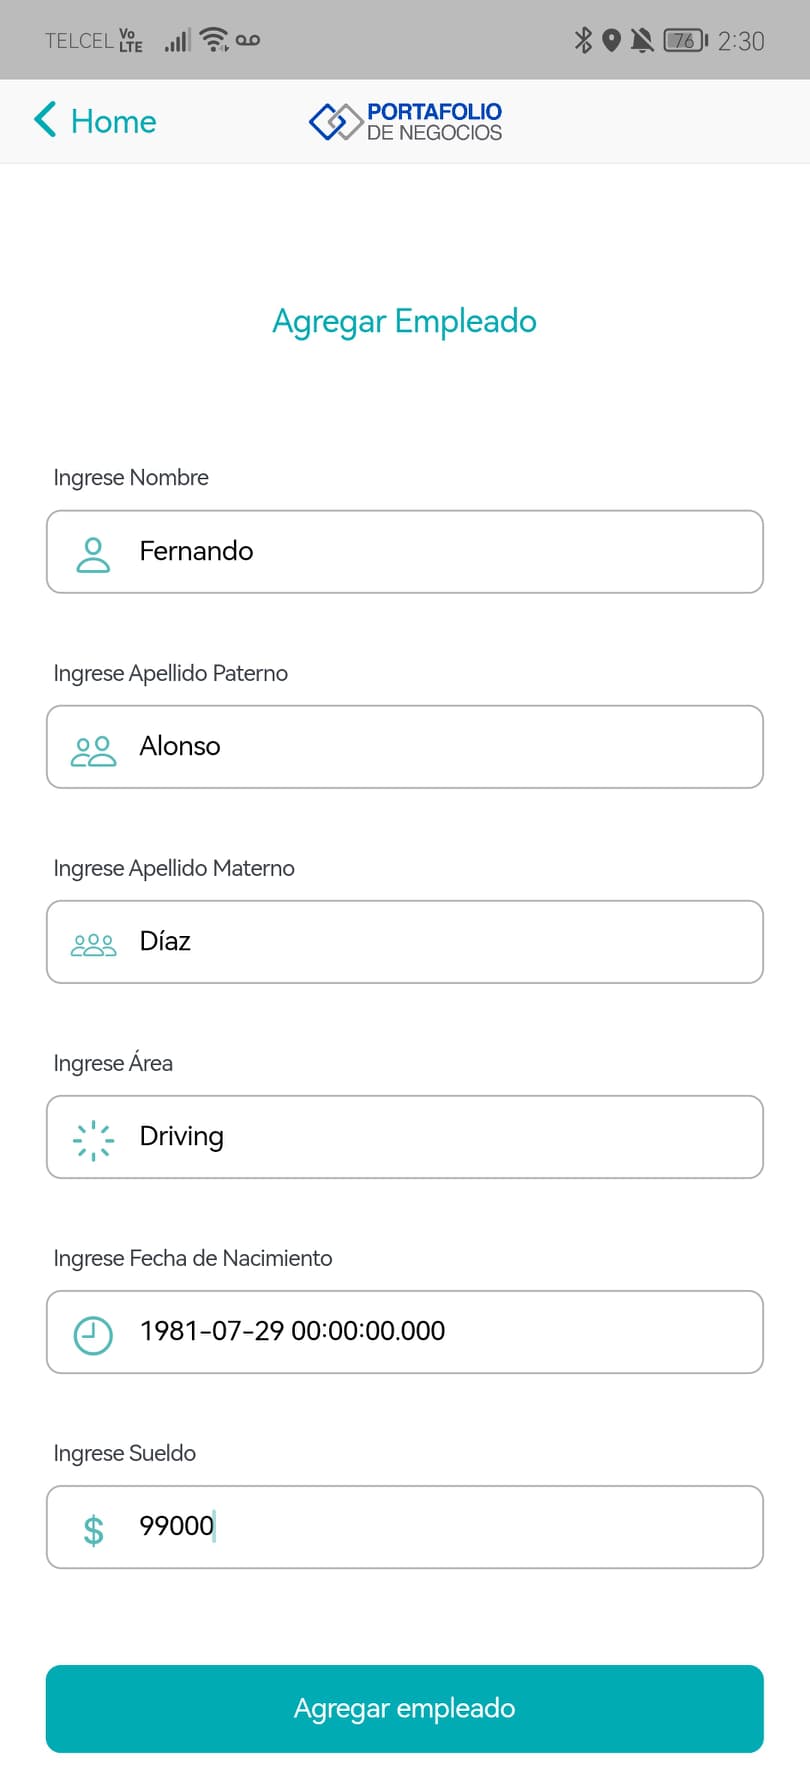 TELCEL Vo LTE 76 2:30
Home
PORTAFOLIO
DE NEGOCIOS
Agregar Empleado
Ingrese Nombre
Fernando
Ingrese Apellido Paterno
Alonso
Ingrese Apellido Materno
Díaz
Ingrese Área
Driving
Ingrese Fecha de Nacimiento
1981-07-29 00:00:00.000
Ingrese Sueldo
$ 99000
Agregar empleado